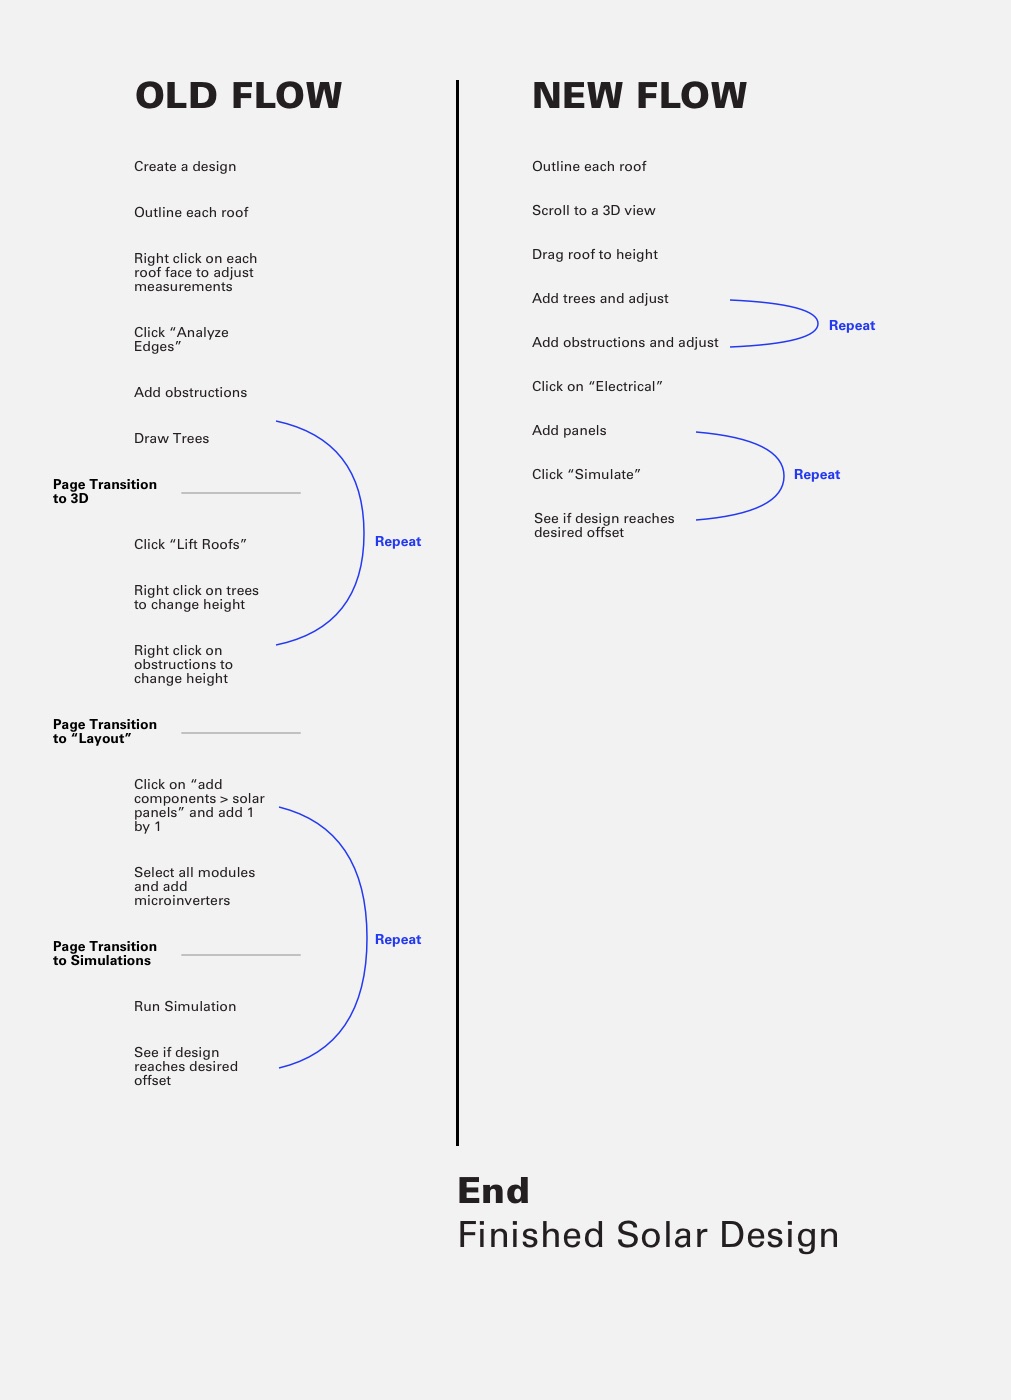 OLD FLOW
Create a design
Outline each roof
Right click on each
roof face to adjust
measurements
Click “Analyze
Edges”
Add obstructions
Draw Trees
Page Transition
to 3D
Click “Lift Roofs”
Repeat
Right click on trees
to change height
Right click on
obstructions to
change height
Page Transition
to “Layout”
Click on “add
components > solar
panels” and add 1
by 1
Select all modules
and add
microinverters
Repeat
Page Transition
to Simulations
Run Simulation
See if design
reaches desired
offset
NEW FLOW
Outline each roof
Scroll to a 3D view
Drag roof to height
Add trees and adjust
Repeat
Add obstructions and adjust
Click on “Electrical”
Add panels
Click “Simulate”
Repeat
See if design reaches
desired offset
End
Finished Solar Design